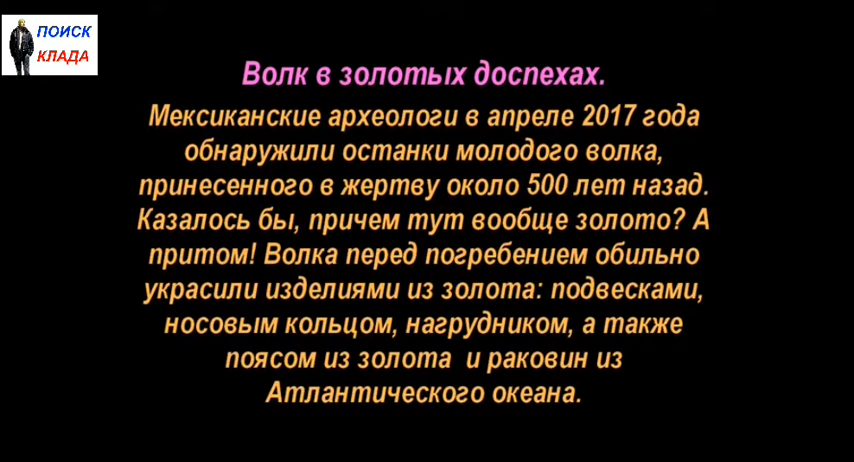 ПОИСК
КЛАДА
Волк в золотых доспехах.
Мексиканские археологи в апреле 2017 года
обнаружили останки молодого волка,
принесенного в жертву около 500 лет назад.
Казалось бы, причем тут вообще золото? А
притом! Волка перед погребением обильно
украсили изделиями из золота: подвесками,
носовым кольцом, нагрудником, а также
поясом из золота и раковин из
Атлантического океана.